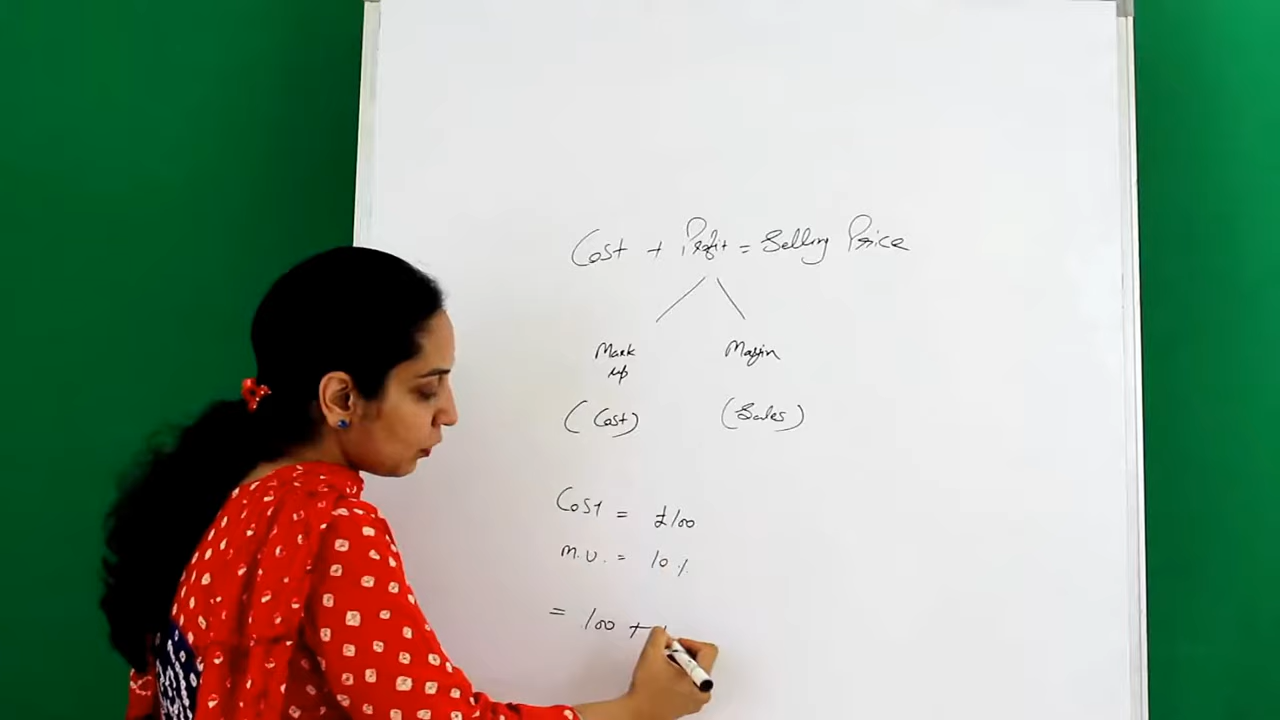 Cost + Profit = Selling Price
Mark up
Margin
(Cost)
(Sales)
Cost = £100
M.U. = 10%
= 100 +